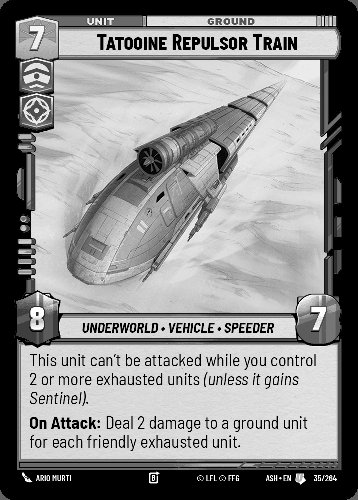 UNIT
GROUND
7
TATOOINE REPULSOR TRAIN
8
UNDERWORLD • VEHICLE • SPEEDER
7
This unit can't be attacked while you control
2 or more exhausted units (unless it gains
Sentinel).
On Attack: Deal 2 damage to a ground unit
for each friendly exhausted unit.
ARIO MURTI
© LFL © FFG
ASH • EN
35/264